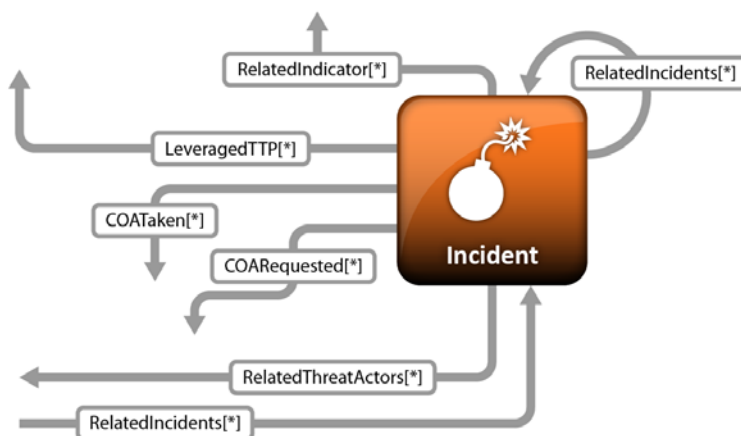 RelatedIndicator[*]
RelatedIncidents[*]
LeveragedTTP[*]
COATaken[*]
COARequested[*]
Incident
RelatedThreatActors[*]
RelatedIncidents[*]